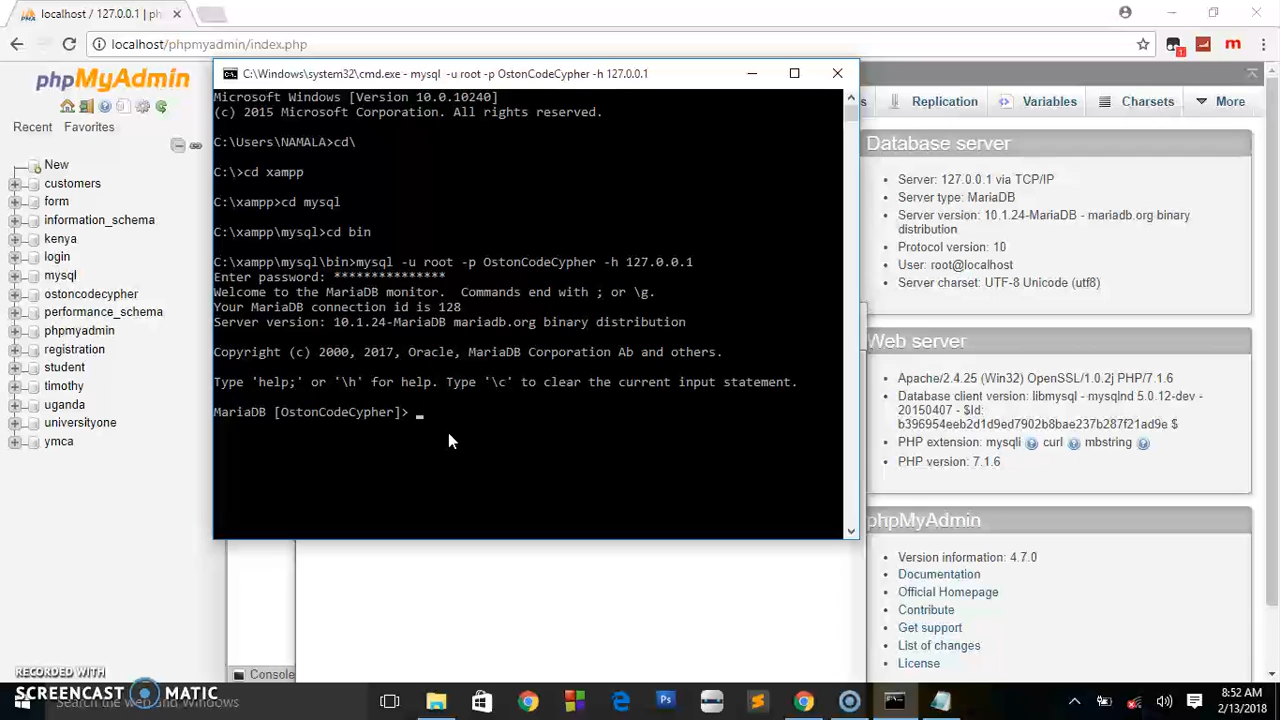 localhost / 127.0.0.1 | ph
localhost/phpmyadmin/index.php
1
phpMyAdmin
Recent Favorites
New
customers
form
information_schema
kenya
login
mysql
ostoncodecypher
performance_schema
phpmyadmin
registration
student
timothy
uganda
universityone
ymca
C:\Windows\system32\cmd.exe - mysql -u root -p OstonCodeCypher -h 127.0.0.1
Microsoft Windows [Version 10.0.10240]
(c) 2015 Microsoft Corporation. All rights reserved.
C:\Users\NAMALA>cd\
C:\>cd xampp
C:\xampp>cd mysql
C:\xampp\mysql>cd bin
C:\xampp\mysql\bin>mysql -u root -p OstonCodeCypher -h 127.0.0.1
Enter password: ***************
Welcome to the MariaDB monitor.  Commands end with ; or \g.
Your MariaDB connection id is 128
Server version: 10.1.24-MariaDB mariadb.org binary distribution
Copyright (c) 2000, 2017, Oracle, MariaDB Corporation Ab and others.
Type 'help;' or '\h' for help. Type '\c' to clear the current input statement.
MariaDB [OstonCodeCypher]> _
s Replication Variables Charsets More
Database server
Server: 127.0.0.1 via TCP/IP
Server type: MariaDB
Server version: 10.1.24-MariaDB - mariadb.org binary
distribution
Protocol version: 10
User: root@localhost
Server charset: UTF-8 Unicode (utf8)
Web server
Apache/2.4.25 (Win32) OpenSSL/1.0.2j PHP/7.1.6
Database client version: libmysql - mysqlnd 5.0.12-dev -
20150407 - $Id:
b396954eeb2d1d9ed7902b8bae237b287f21ad9e $
PHP extension: mysqli curl mbstring
PHP version: 7.1.6
phpMyAdmin
Version information: 4.7.0
Documentation
Official Homepage
Contribute
Get support
List of changes
License
Console
RECORDED WITH
SCREENCAST MATIC
Search the web and Windows
Ps
8:52 AM
2/13/2018